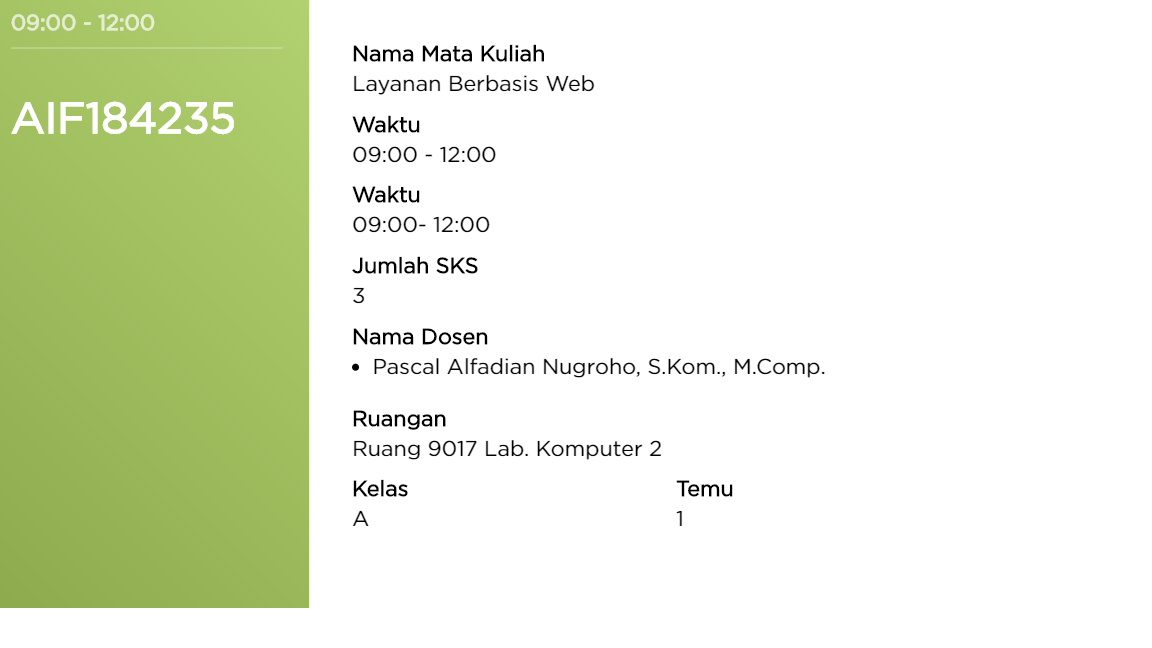 09:00 - 12:00
AIF184235
Nama Mata Kuliah
Layanan Berbasis Web
Waktu
09:00 - 12:00
Waktu
09:00- 12:00
Jumlah SKS
3
Nama Dosen
• Pascal Alfadian Nugroho, S.Kom., M.Comp.
Ruangan
Ruang 9017 Lab. Komputer 2
Kelas
A
Temu
1